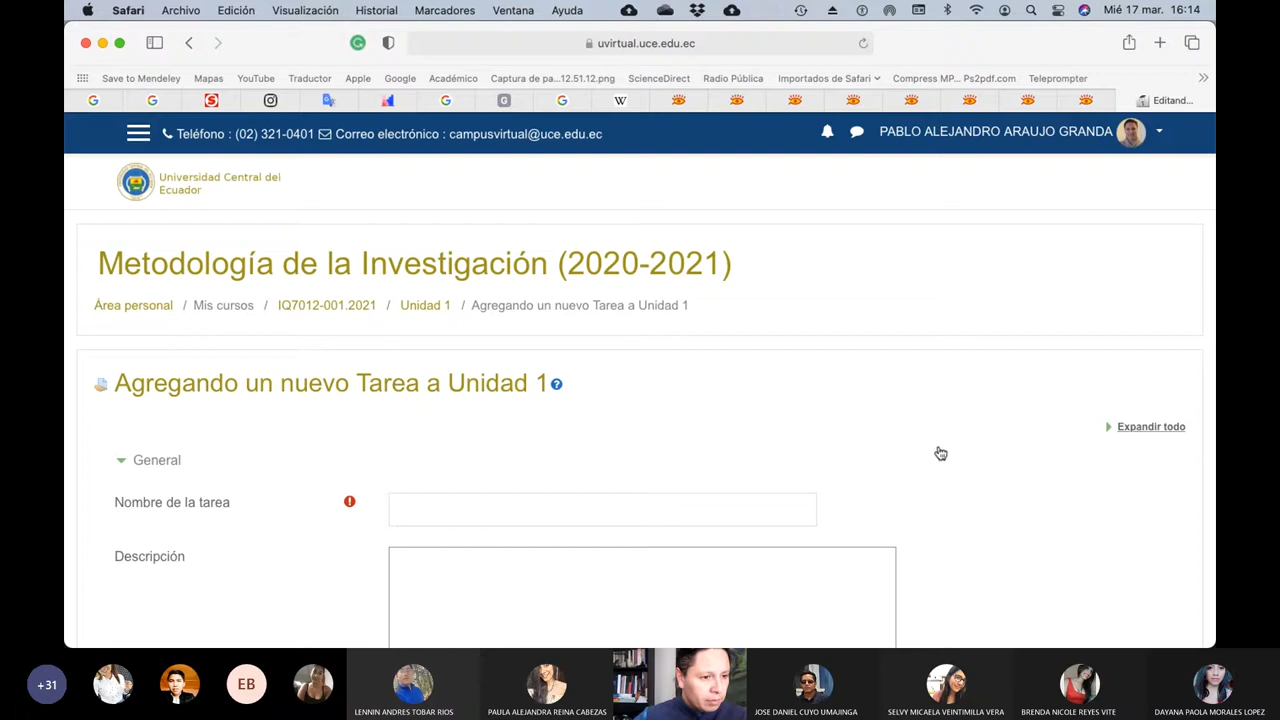 Safari Archivo Edición Visualización Historial Marcadores Ventana Ayuda Mié 17 mar. 16:14
uvirtual.uce.edu.ec
Save to Mendeley Mapas YouTube Traductor Apple Google Académico Captura de pa...12.51.12.png ScienceDirect Radio Pública Importados de Safari Compress MP... Ps2pdf.com Teleprompter
Editand...
Teléfono : (02) 321-0401 Correo electrónico : campusvirtual@uce.edu.ec PABLO ALEJANDRO ARAUJO GRANDA
Universidad Central del
Ecuador
Metodología de la Investigación (2020-2021)
Área personal / Mis cursos / IQ7012-001.2021 / Unidad 1 / Agregando un nuevo Tarea a Unidad 1
Agregando un nuevo Tarea a Unidad 1
Expandir todo
General
Nombre de la tarea
Descripción
+31 EB
LENNIN ANDRES TOBAR RIOS PAULA ALEJANDRA REINA CABEZAS JOSE DANIEL CUYO UMAJINGA SELVY MICAELA VEINTIMILLA VERA BRENDA NICOLE REYES VITE DAYANA PAOLA MORALES LOPEZ